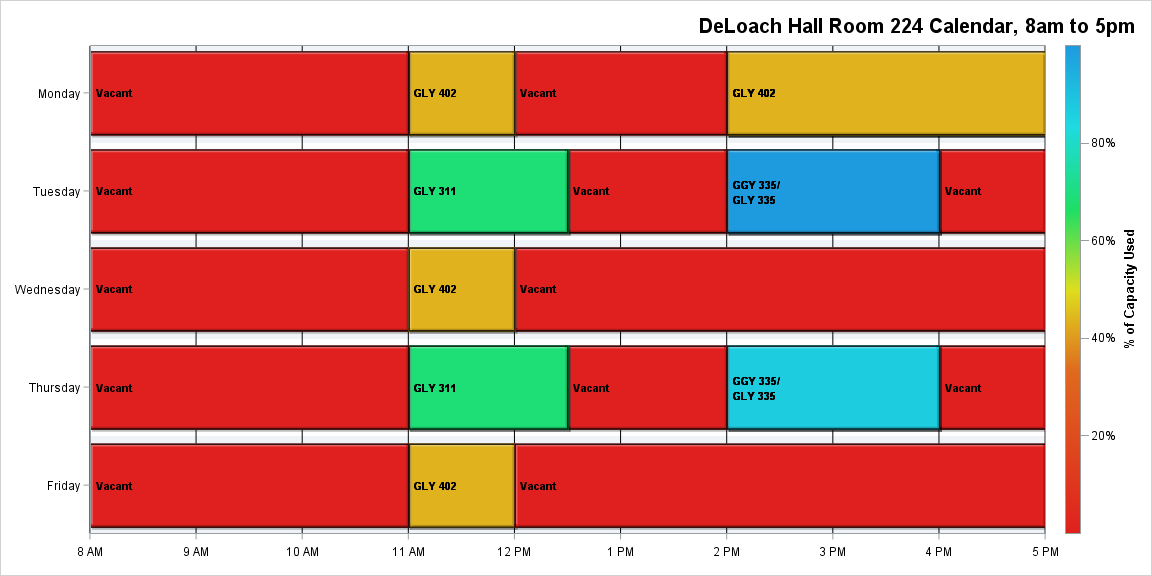 DeLoach Hall Room 224 Calendar, 8am to 5pm
Monday
Vacant
GLY 402
Vacant
GLY 402
Tuesday
Vacant
GLY 311
Vacant
GGY 335/
GLY 335
Vacant
Wednesday
Vacant
GLY 402
Vacant
Thursday
Vacant
GLY 311
Vacant
GGY 335/
GLY 335
Vacant
Friday
Vacant
GLY 402
Vacant
8 AM
9 AM
10 AM
11 AM
12 PM
1 PM
2 PM
3 PM
4 PM
5 PM
80%
60%
40%
20%
% of Capacity Used